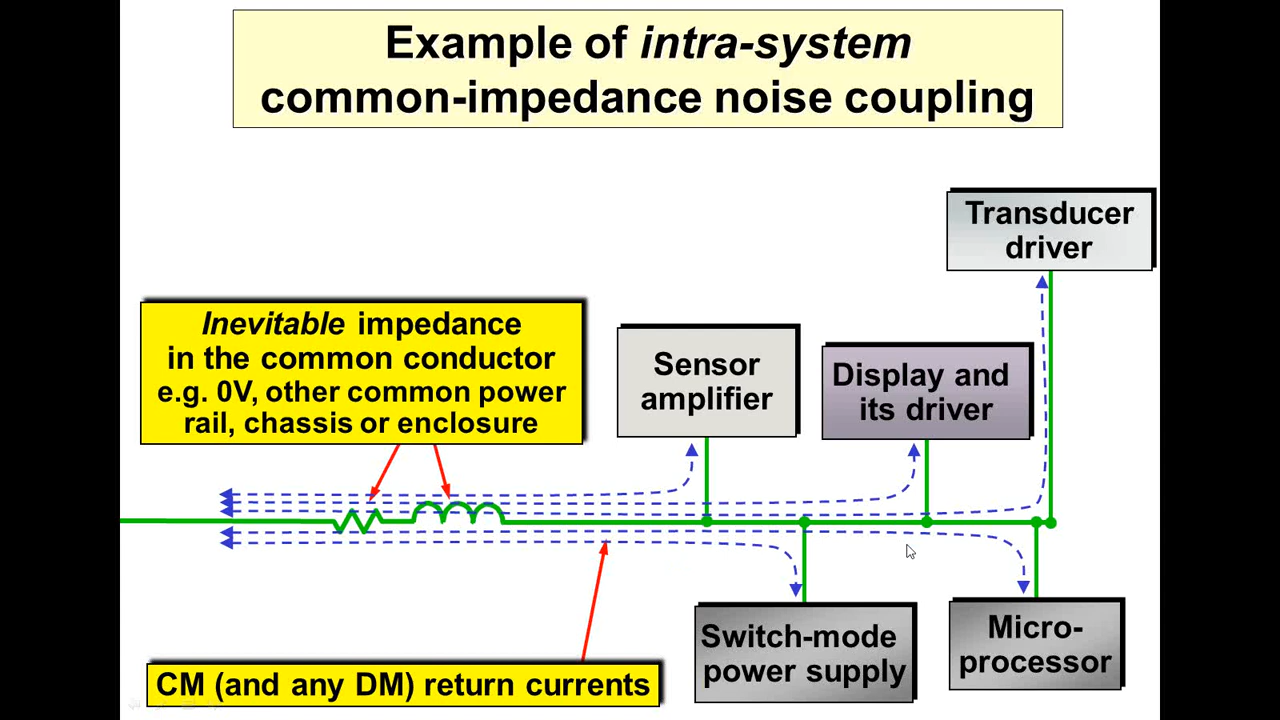 Example of intra-system
common-impedance noise coupling
Transducer
driver
Inevitable impedance
in the common conductor
e.g. 0V, other common power
rail, chassis or enclosure
Sensor
amplifier
Display and
its driver
Switch-mode
power supply
Micro-
processor
CM (and any DM) return currents